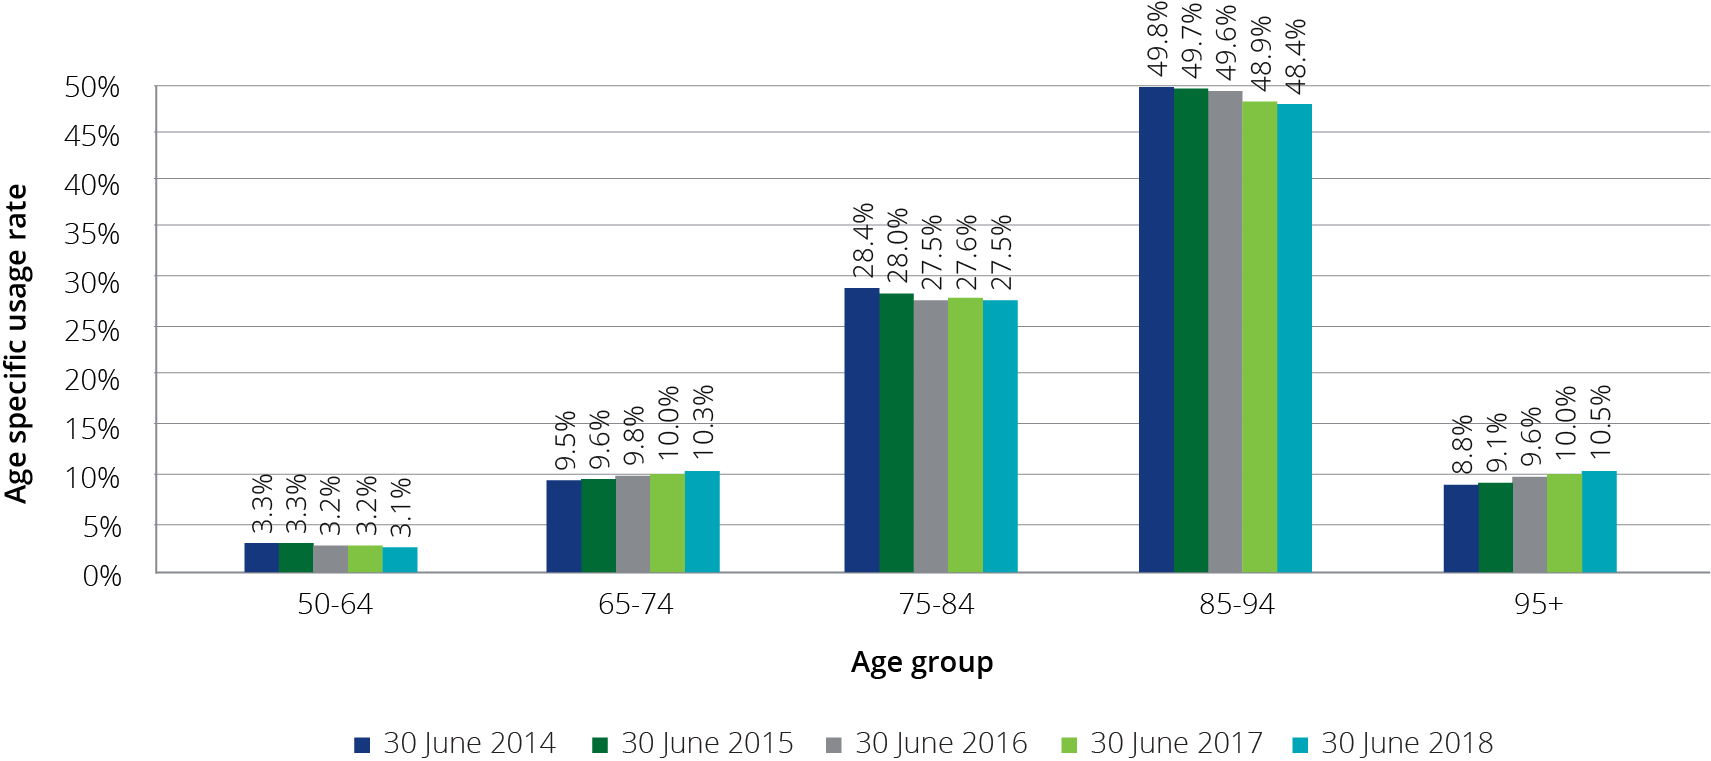 49.8% 49.7% 49.6% 48.9% 48.4%
50%
45%
40%
35%
28.4% 28.0% 27.5% 27.6% 27.5%
30%
25%
20%
9.5% 9.6% 9.8% 10.0% 10.3%
8.8% 9.1% 9.6% 10.0% 10.5%
15%
10%
3.3% 3.3% 3.2% 3.2% 3.1%
5%
0%
Age specific usage rate
50-64 65-74 75-84 85-94 95+
Age group
30 June 2014 30 June 2015 30 June 2016 30 June 2017 30 June 2018